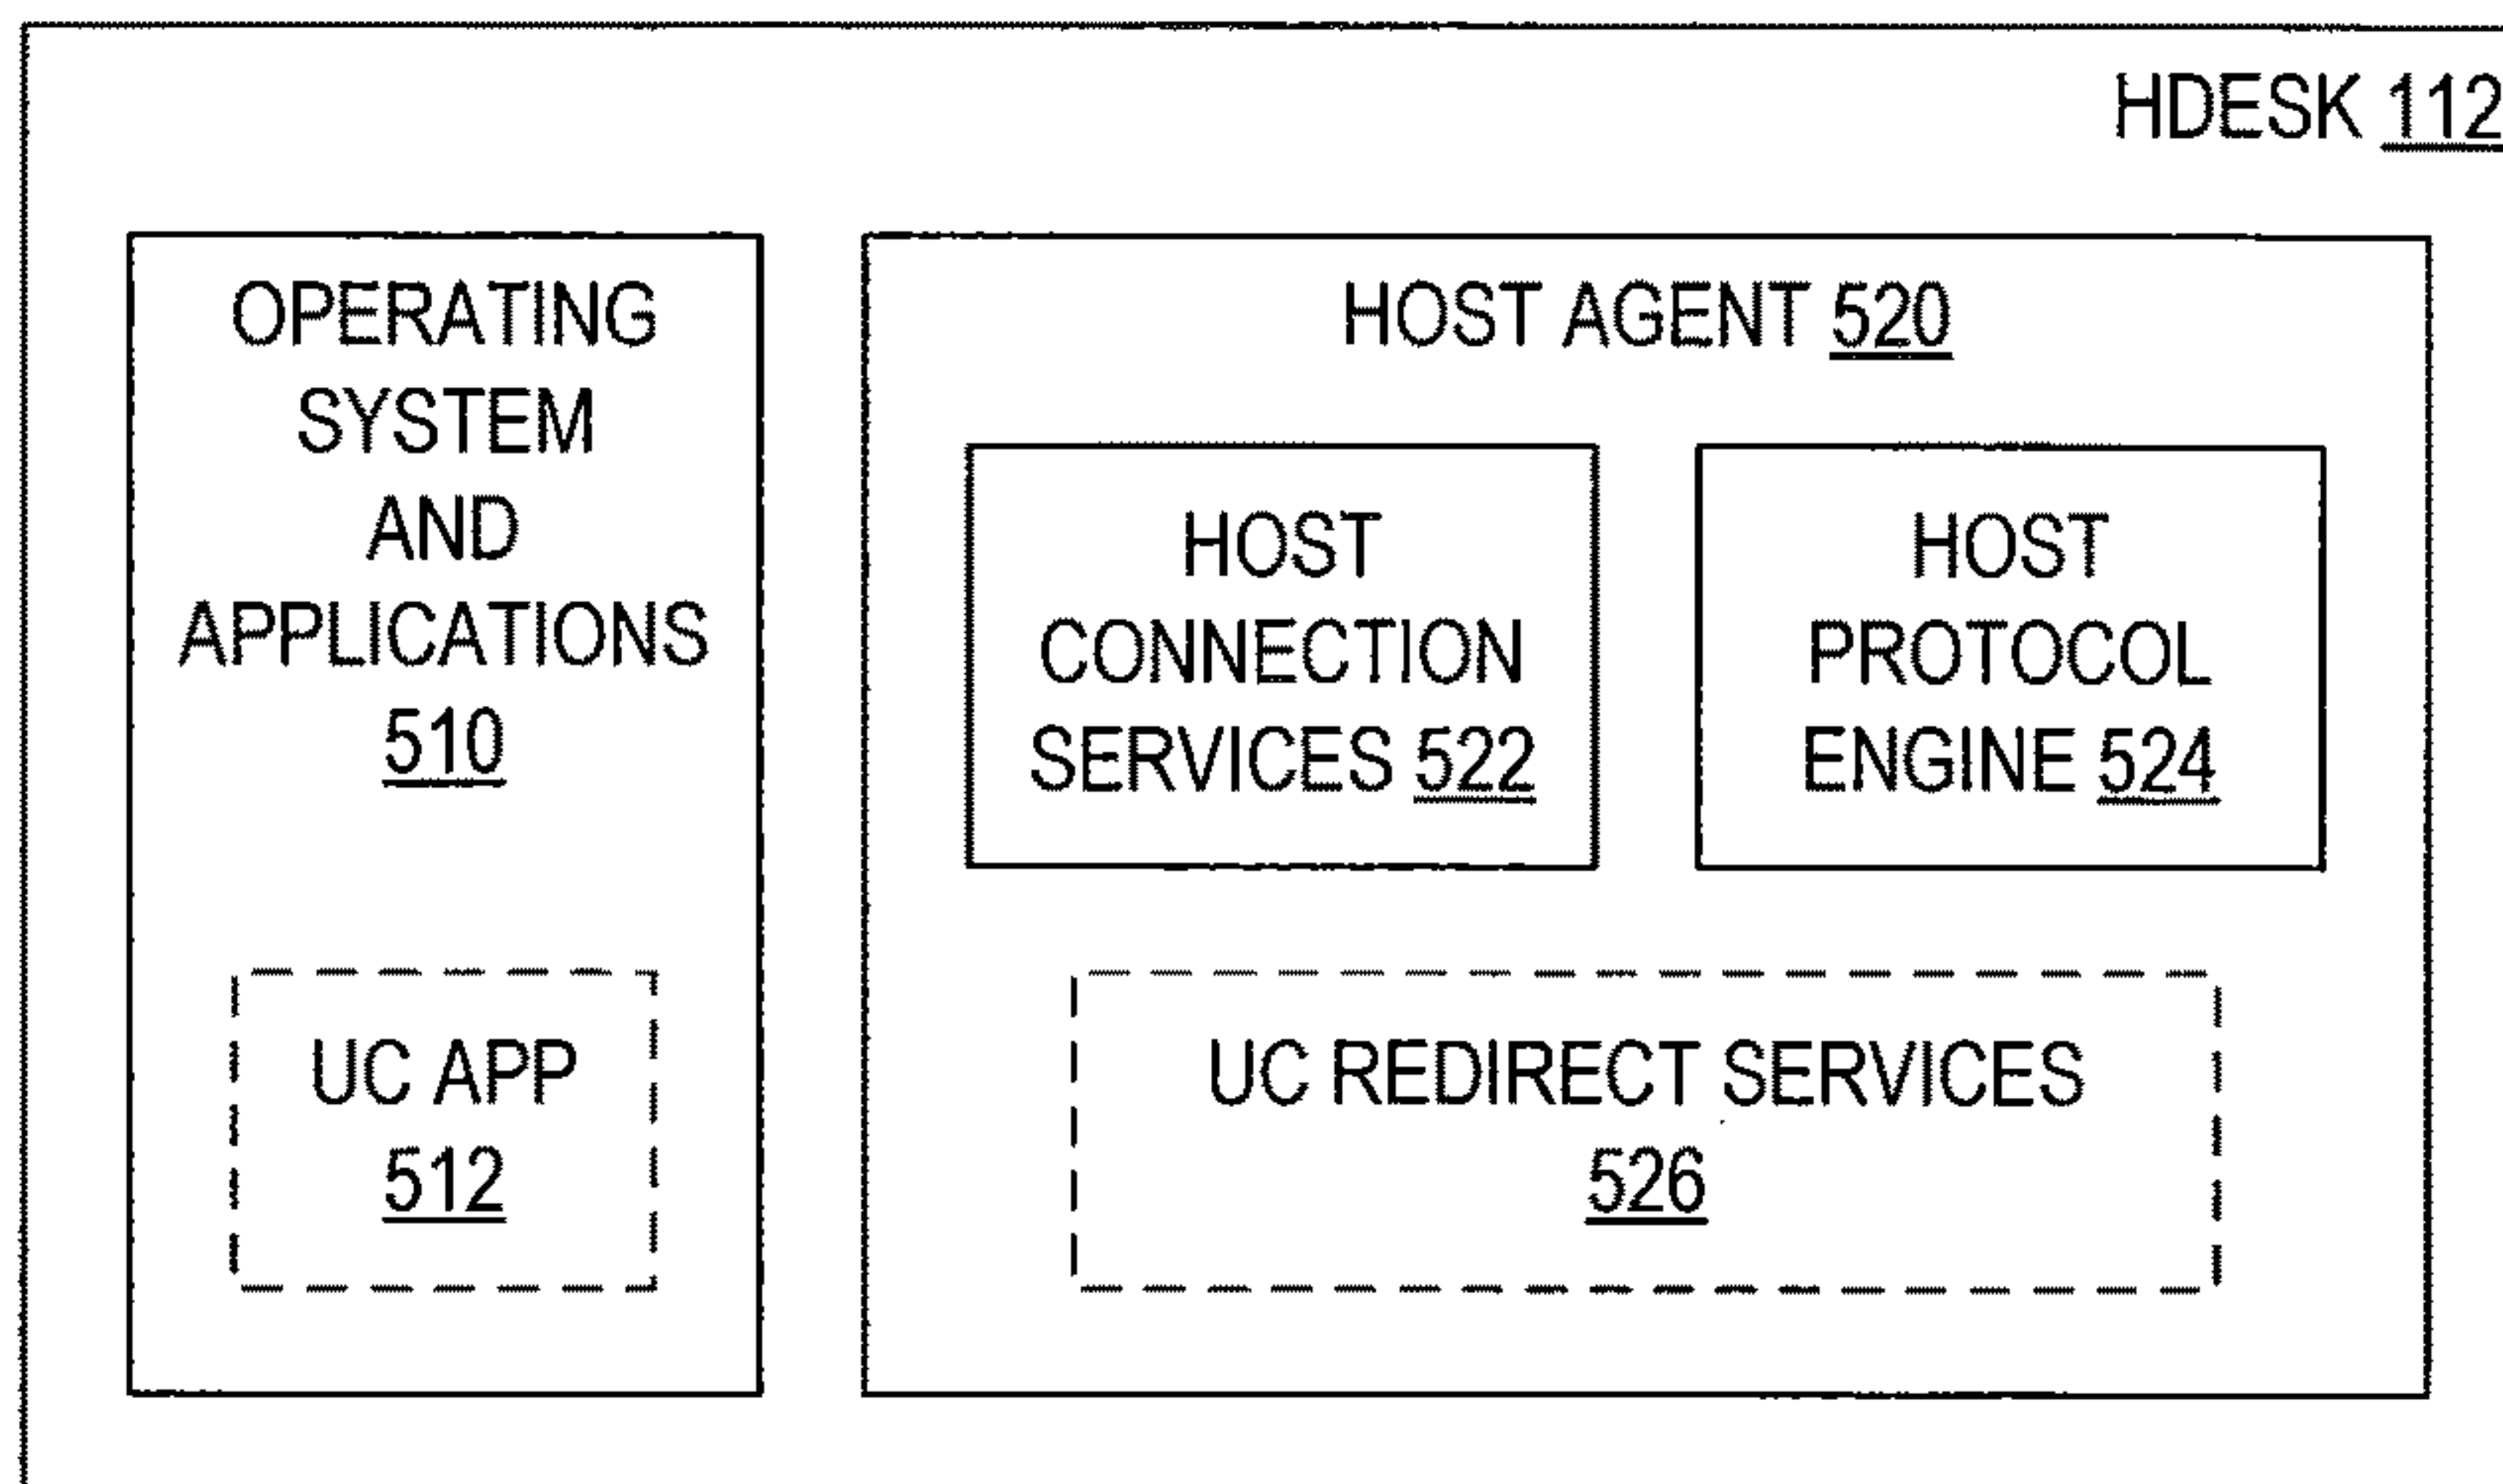 HDESK 112
OPERATING
SYSTEM
AND
APPLICATIONS
510
UC APP
512
HOST AGENT 520
HOST
CONNECTION
SERVICES 522
HOST
PROTOCOL
ENGINE 524
UC REDIRECT SERVICES
526